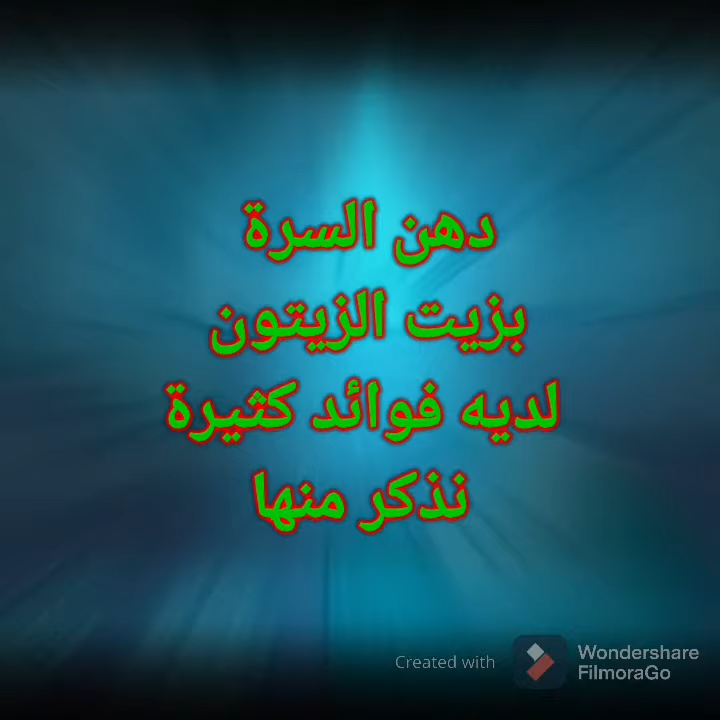 دهن السرة
بزيت الزيتون
لديه فوائد كثيرة
نذكر منها
Created with
Wondershare
FilmoraGo